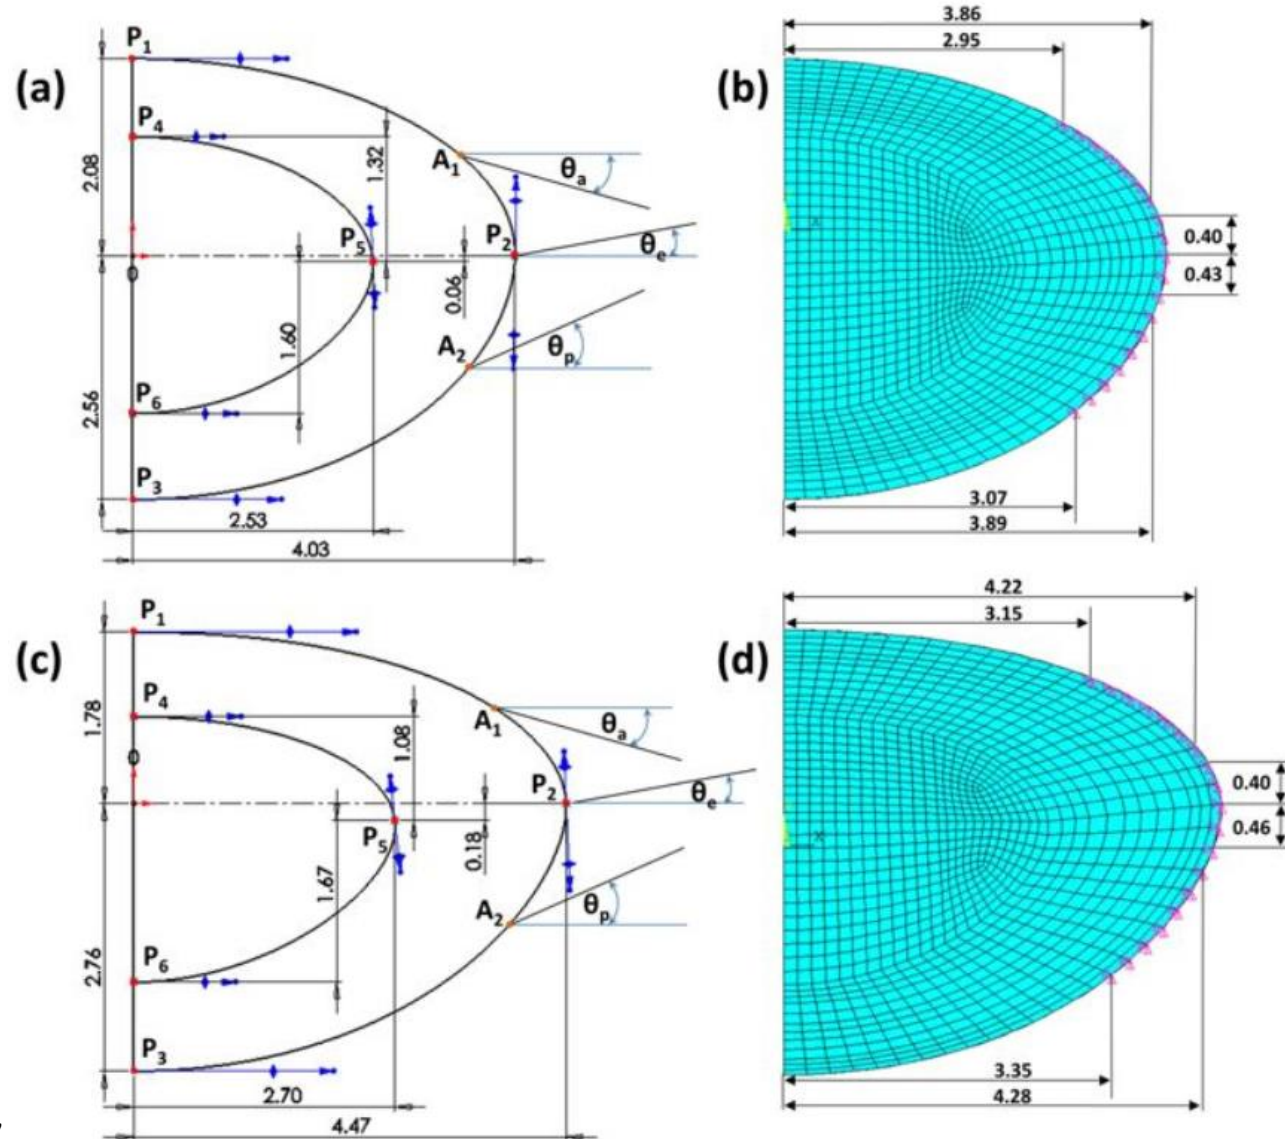 (a)
P1
P4
2.08
0
1.32
A1
θa
P5
P2
θe
0.06
1.60
A2
θp
2.56
P6
P3
2.53
4.03
(b)
3.86
2.95
0.40
0.43
3.07
3.89
(c)
P1
P4
1.78
0
1.08
A1
θa
P2
θe
P5
0.18
1.67
A2
θp
2.76
P6
P3
2.70
4.47
(d)
4.22
3.15
0.40
0.46
X
3.35
4.28